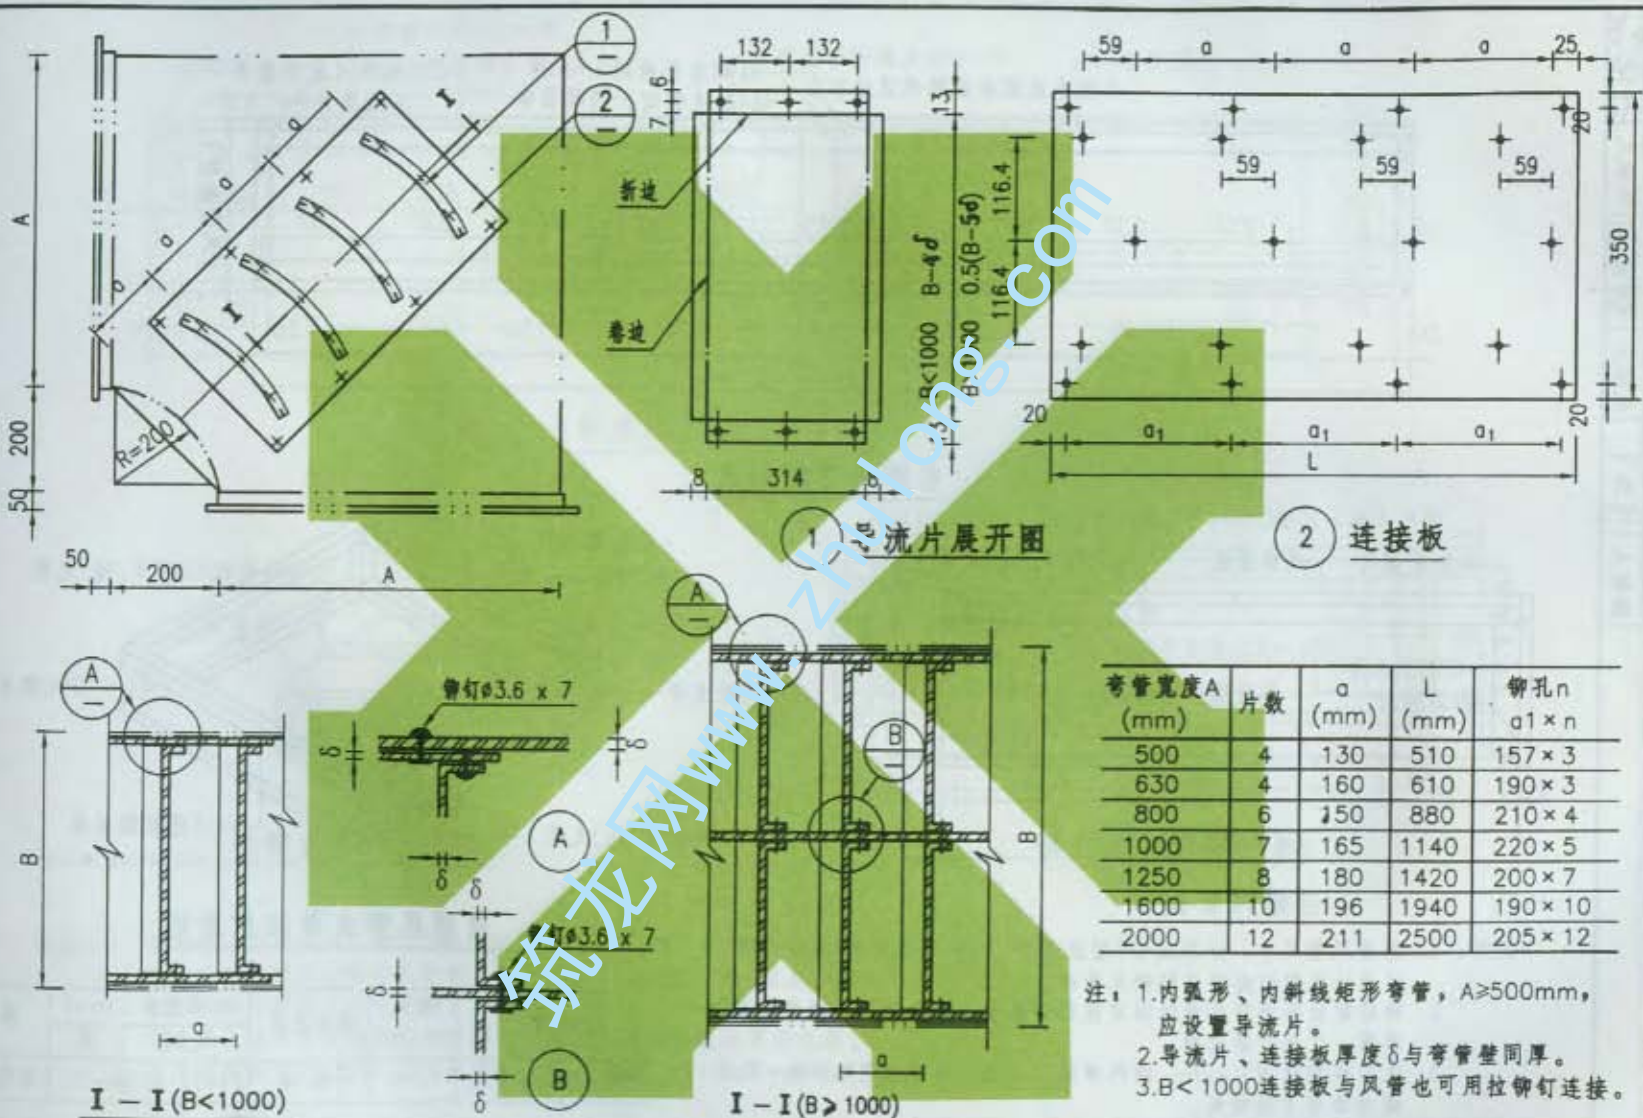 1
2
A
200
50
a
a
a
I
I
R=200
50 200 A
132 132
6
7
13
折边
卷边
B<1000 B-4δ
0.5(B-5δ)
8 314 8
1 流片展开图
59 a a a 25
20
116.4
116.4
59 59 59
350
20
20
a₁ a₁ a₁
L
2 连接板
A
B
a
I－I(B<1000)
铆钉ø3.6 x 7
δ
δ
δ
A
δ
钉ø3.6 x 7
δ
δ
B
A
B
B
a
I－I(B≥1000)
弯管宽度A (mm) 片数 a (mm) L (mm) 铆孔n a1×n
500 4 130 510 157×3
630 4 160 610 190×3
800 6 150 880 210×4
1000 7 165 1140 220×5
1250 8 180 1420 200×7
1600 10 196 1940 190×10
2000 12 211 2500 205×12
注：1.内弧形、内斜线矩形弯管，A≥500mm，
应设置导流片。
2.导流片、连接板厚度δ与弯管壁同厚。
3.B<1000连接板与风管也可用拉铆钉连接。
筑龙网www.zhulong.com